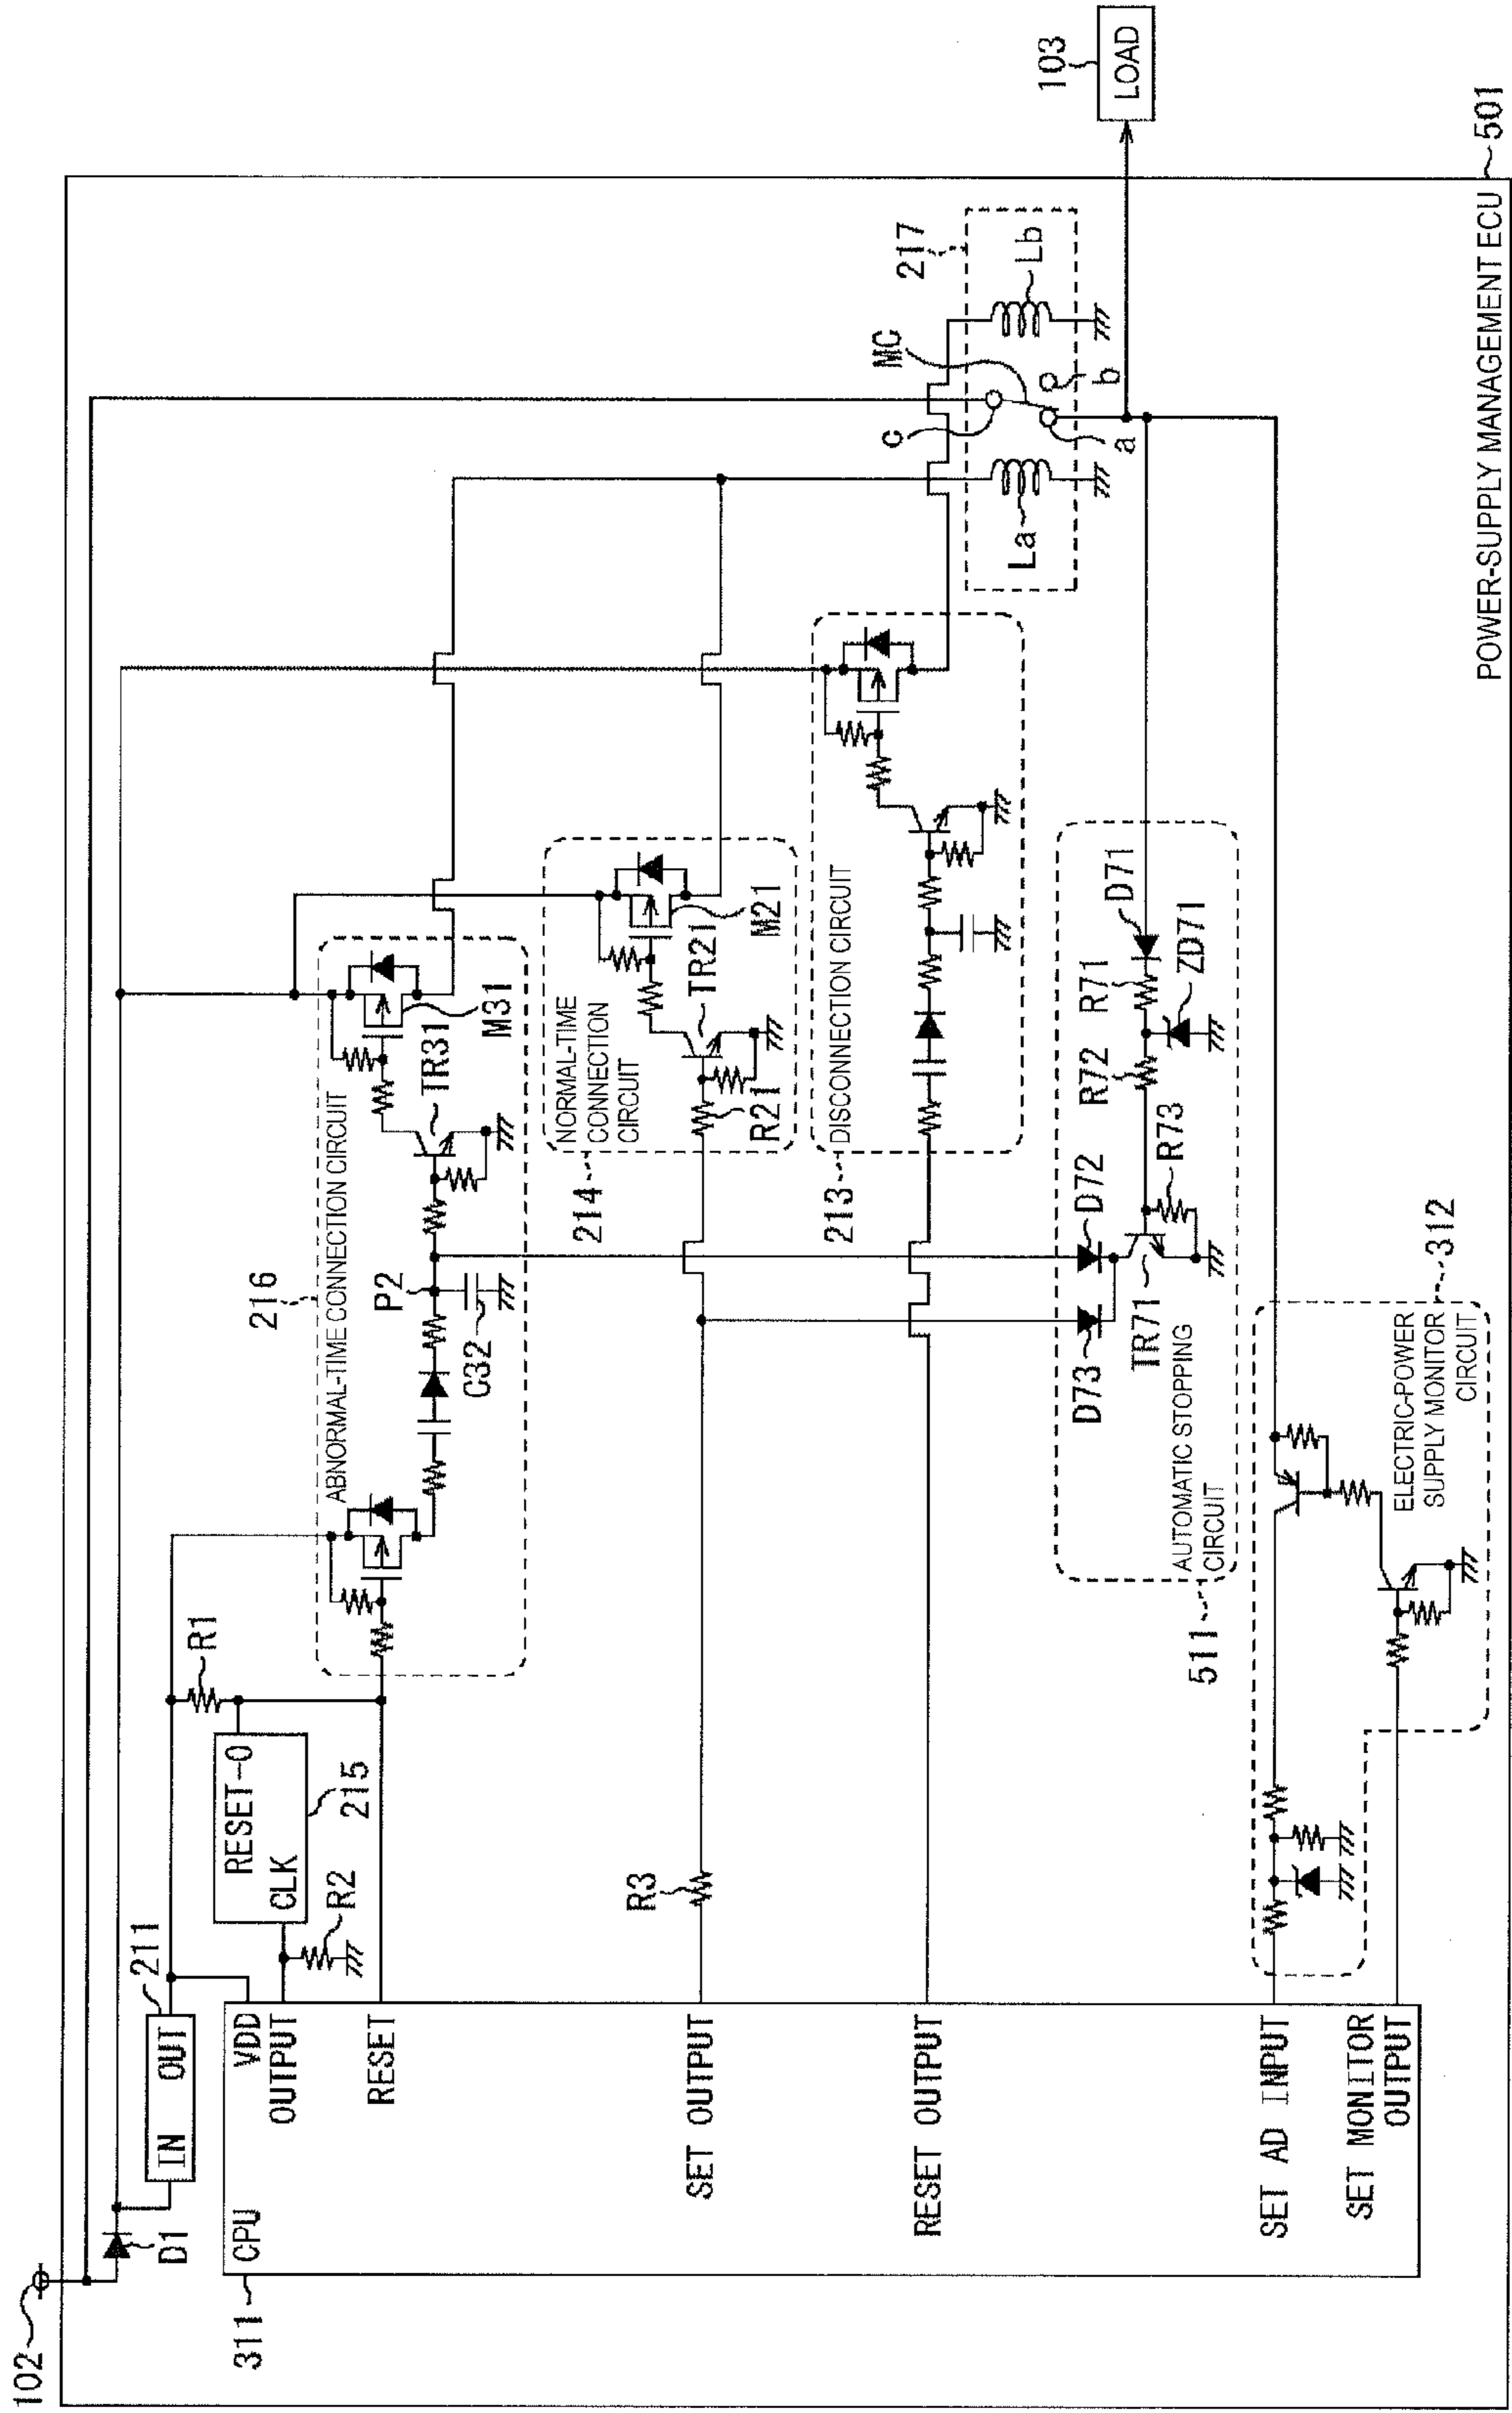 102
D1
211
IN OUT
311
CPU
VDD
OUTPUT
RESET
SET OUTPUT
RESET OUTPUT
SET AD INPUT
SET MONITOR
OUTPUT
RESET-0
CLK
215
R1
R2
R3
216
ABNORMAL-TIME CONNECTION CIRCUIT
P2
C32
TR31
M31
214
NORMAL-TIME
CONNECTION
CIRCUIT
R21
TR21
M21
213
DISCONNECTION CIRCUIT
511
AUTOMATIC STOPPING
CIRCUIT
D73
D72
TR71
R73
R72
R71
ZD71
D71
312
ELECTRIC-POWER
SUPPLY MONITOR
CIRCUIT
217
La
Lb
MC
c
a
b
103
LOAD
POWER-SUPPLY MANAGEMENT ECU
501